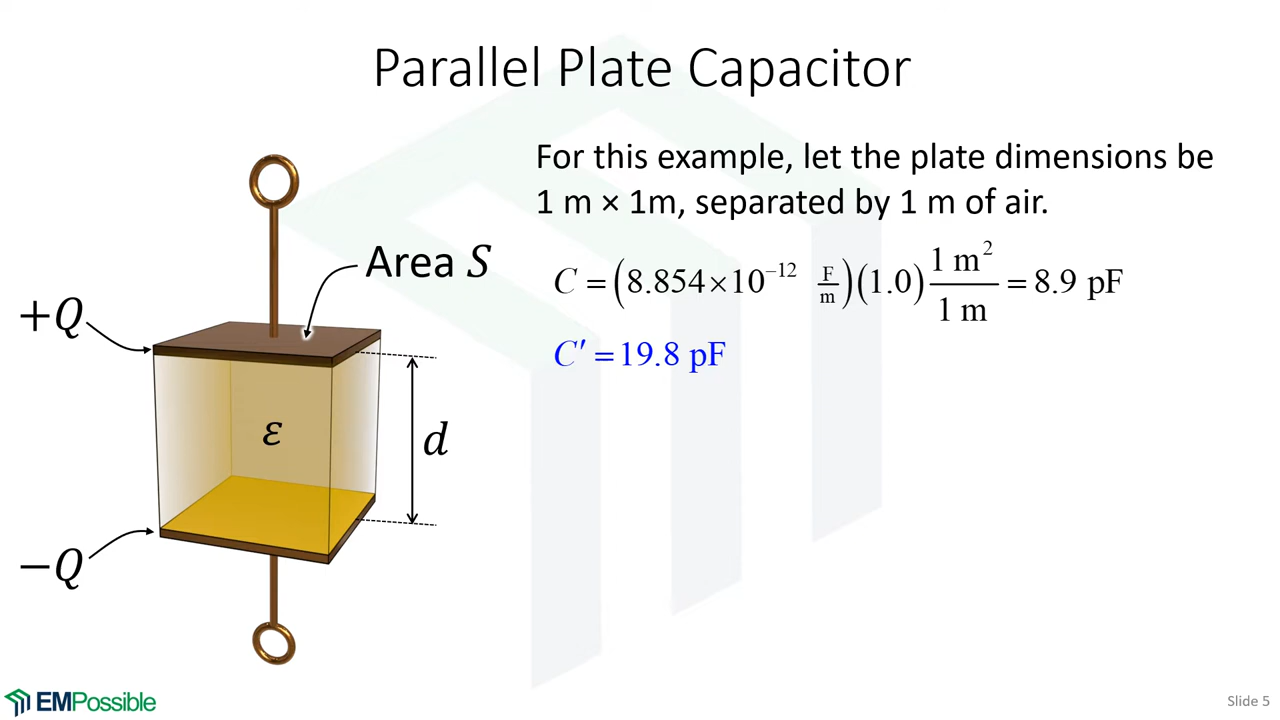 Parallel Plate Capacitor
For this example, let the plate dimensions be
1 m × 1m, separated by 1 m of air.
C = (8.854×10⁻¹² F/m)(1.0) 1 m²/1 m = 8.9 pF
C′ = 19.8 pF
Area S
+Q
ε
d
−Q
EMPossible
Slide 5